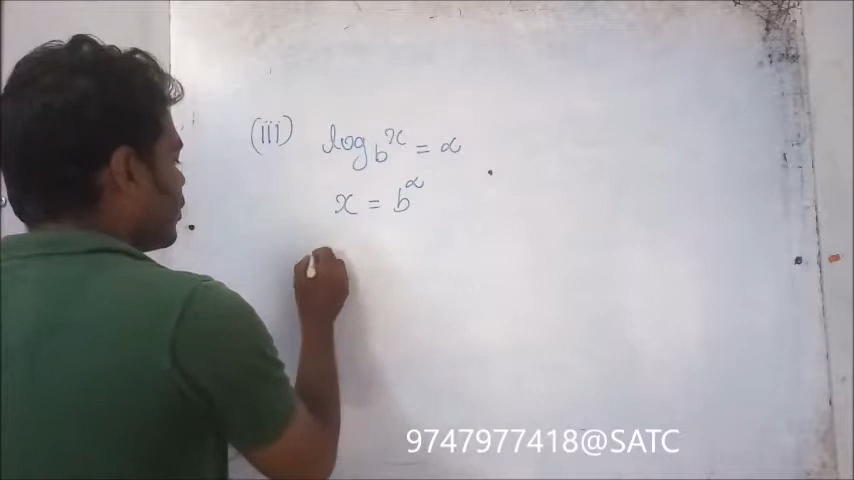 (iii) log_b x = α
x = b^α
9747977418@SATC